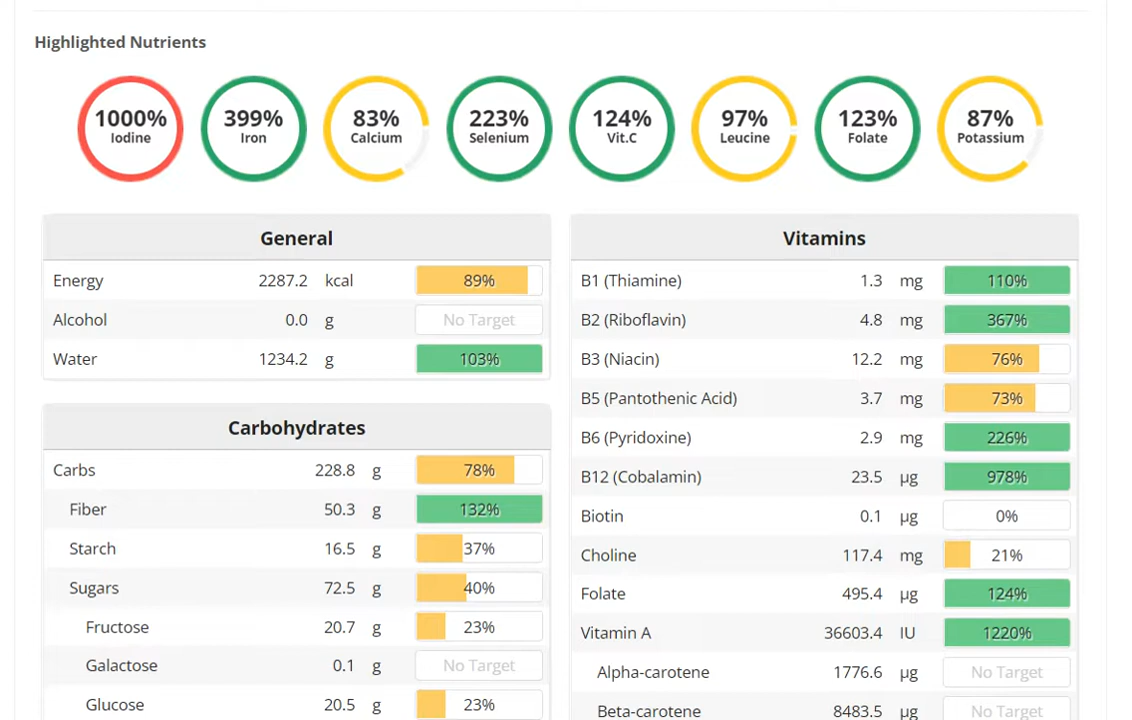 Highlighted Nutrients
1000% 399% 83% 223% 124% 97% 123% 87%
Iodine Iron Calcium Selenium Vit.C Leucine Folate Potassium
General
Energy 2287.2 kcal 89%
Alcohol 0.0 g No Target
Water 1234.2 g 103%
Carbohydrates
Carbs 228.8 g 78%
Fiber 50.3 g 132%
Starch 16.5 g 37%
Sugars 72.5 g 40%
Fructose 20.7 g 23%
Galactose 0.1 g No Target
Glucose 20.5 g 23%
Vitamins
B1 (Thiamine) 1.3 mg 110%
B2 (Riboflavin) 4.8 mg 367%
B3 (Niacin) 12.2 mg 76%
B5 (Pantothenic Acid) 3.7 mg 73%
B6 (Pyridoxine) 2.9 mg 226%
B12 (Cobalamin) 23.5 µg 978%
Biotin 0.1 µg 0%
Choline 117.4 mg 21%
Folate 495.4 µg 124%
Vitamin A 36603.4 IU 1220%
Alpha-carotene 1776.6 µg No Target
Beta-carotene 8483.5 µg No Target